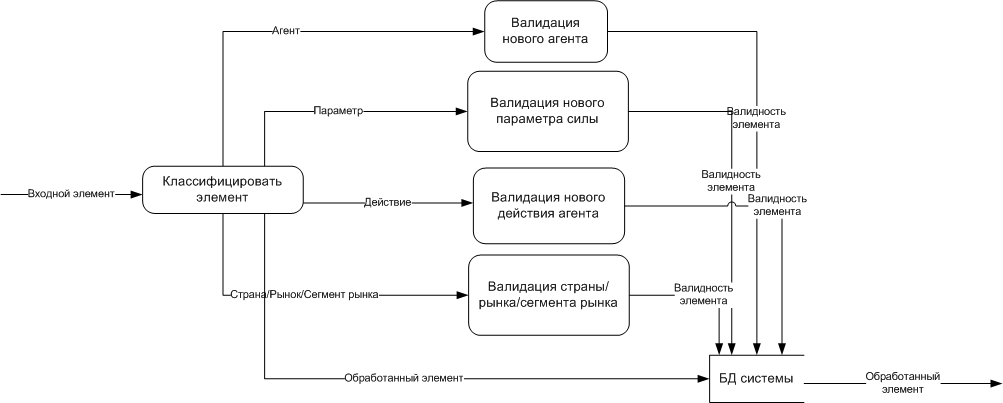 Агент
Валидация
нового агента
Параметр
Валидация нового
параметра силы
Валидность
элемента
Входной элемент
Классифицировать
элемент
Действие
Валидация нового
действия агента
Валидность
элемента
Валидность
элемента
Страна/Рынок/Сегмент рынка
Валидация страны/
рынка/сегмента рынка
Валидность
элемента
Обработанный элемент
БД системы
Обработанный
элемент